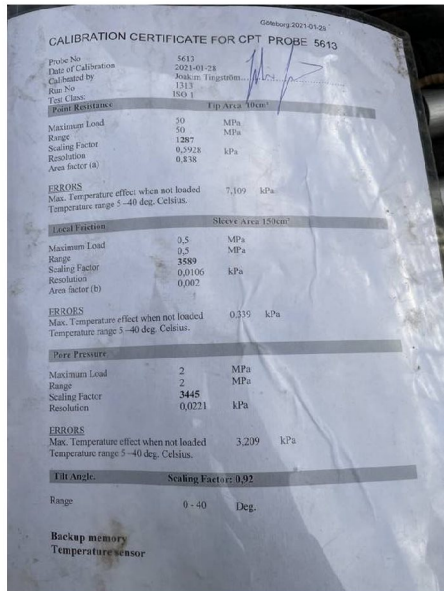 Göteborg 2021-01-28
CALIBRATION CERTIFICATE FOR CPT PROBE 5613
Probe No 5613
Date of Calibration 2021-01-28
Calibrated by Joakim Tingström
Run No 1313
Test Class: ISO 1
Point Resistance Tip Area 10cm²
Maximum Load 50 MPa
Range 50 MPa
Scaling Factor 1287
Resolution 0,5928 kPa
Area factor (a) 0,838
ERRORS
Max. Temperature effect when not loaded 7,109 kPa
Temperature range 5 –40 deg. Celsius.
Local Friction Sleeve Area 150cm²
Maximum Load 0,5 MPa
Range 0,5 MPa
Scaling Factor 3589
Resolution 0,0106 kPa
Area factor (b) 0,002
ERRORS
Max. Temperature effect when not loaded 0,339 kPa
Temperature range 5 –40 deg. Celsius.
Pore Pressure
Maximum Load 2 MPa
Range 2 MPa
Scaling Factor 3445
Resolution 0,0221 kPa
ERRORS
Max. Temperature effect when not loaded 3,209 kPa
Temperature range 5 –40 deg. Celsius.
Tilt Angle. Scaling Factor: 0,92
Range 0 - 40 Deg.
Backup memory
Temperature sensor